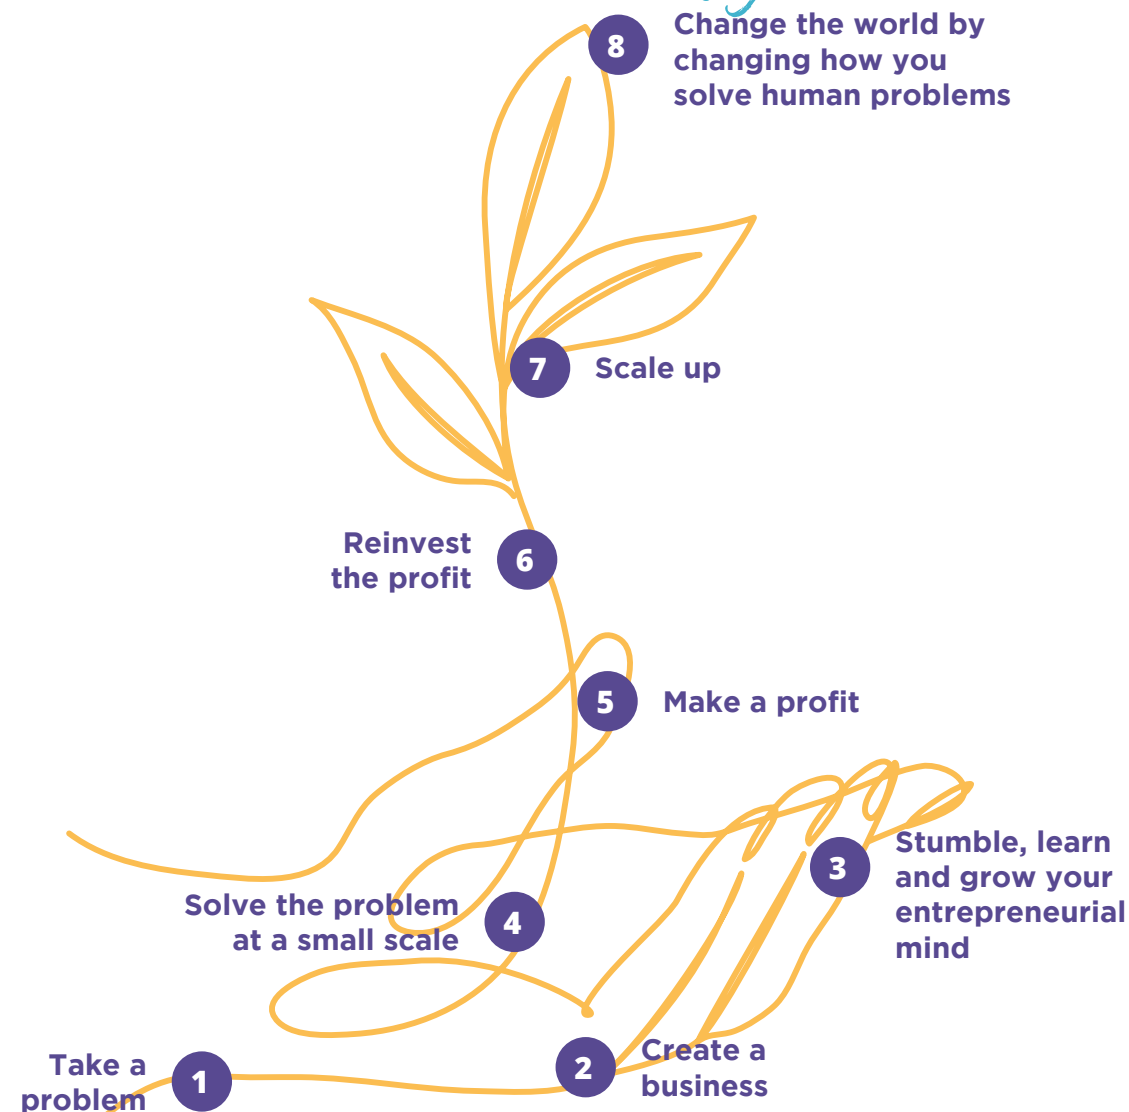 8
Change the world by
changing how you
solve human problems
7
Scale up
Reinvest
the profit
6
5
Make a profit
3
Stumble, learn
and grow your
entrepreneurial
mind
Solve the problem
at a small scale
4
Take a
problem
1
2
Create a
business